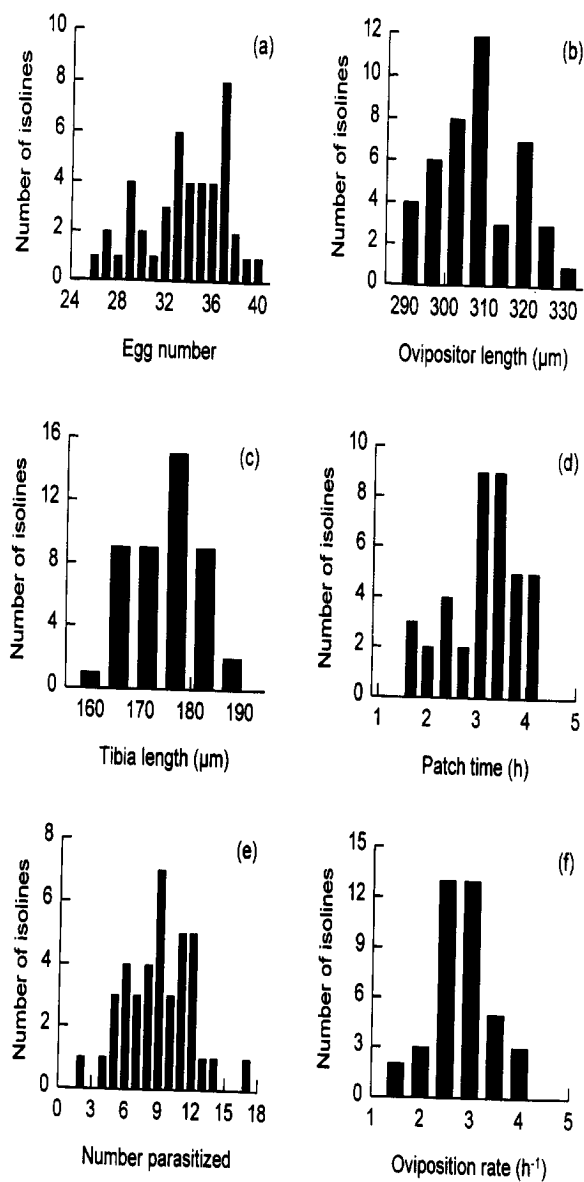 (a)
Number of isolines
10
8
6
4
2
0
24 28 32 36 40
Egg number
(b)
Number of isolines
12
10
8
6
4
2
0
290 300 310 320 330
Ovipositor length (µm)
(c)
Number of isolines
16
12
8
4
0
160 170 180 190
Tibia length (µm)
(d)
Number of isolines
10
8
6
4
2
0
1 2 3 4 5
Patch time (h)
(e)
Number of isolines
8
6
4
2
0
0 3 6 9 12 15 18
Number parasitized
(f)
Number of isolines
15
12
9
6
3
0
1 2 3 4 5
Oviposition rate (h⁻¹)